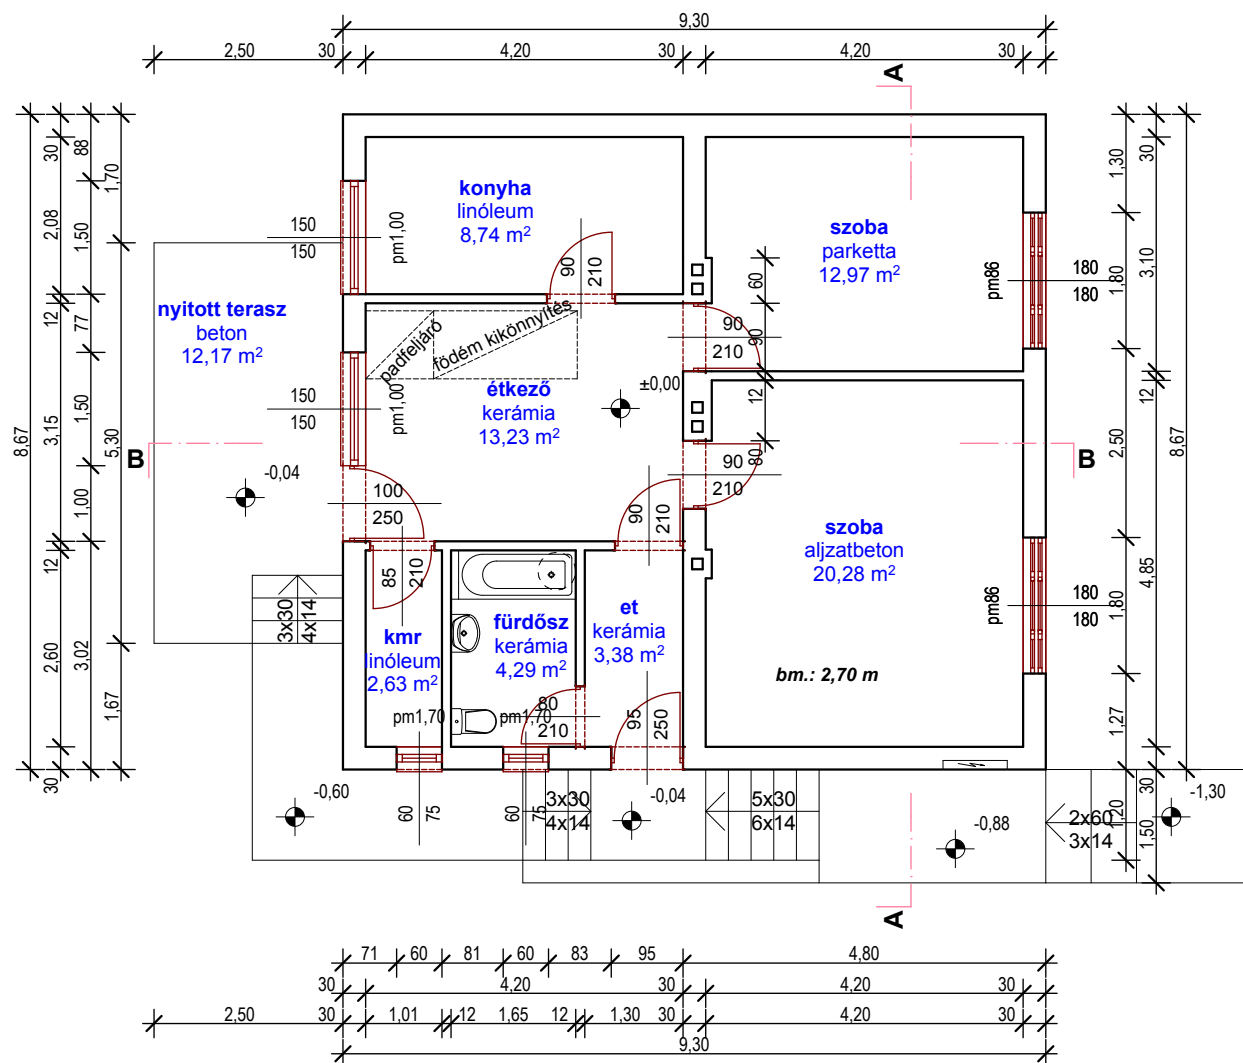 9,30
2,50
30
4,20
30
4,20
30
A
8,67
30
2,08
12
3,15
12
2,60
30
88
1,50
77
1,50
1,00
3,02
1,70
5,30
1,67
konyha
linóleum
8,74 m²
150
150
pm1,00
90
210
szoba
parketta
12,97 m²
pm86
180
180
60
90
90
210
12
80
nyitott terasz
beton
12,17 m²
padfeljáró
födém kikönnyítés
étkező
kerámia
13,23 m²
±0,00
150
150
pm1,00
B
B
-0,04
100
250
90
210
90
210
szoba
aljzatbeton
20,28 m²
pm86
180
180
bm.: 2,70 m
85
210
3x30
4x14
kmr
linóleum
2,63 m²
pm1,70
fürdősz
kerámia
4,29 m²
pm1,70
80
210
et
kerámia
3,38 m²
95
250
-0,60
60
75
60
75
3x30
4x14
-0,04
5x30
6x14
-0,88
2x60
3x14
-1,30
1,30
1,80
2,50
1,80
1,27
1,20
30
3,10
12
4,85
30
1,50
8,67
A
71
60
81
60
83
95
4,80
30
4,20
30
4,20
30
2,50
30
1,01
12
1,65
12
1,30
30
4,20
30
9,30